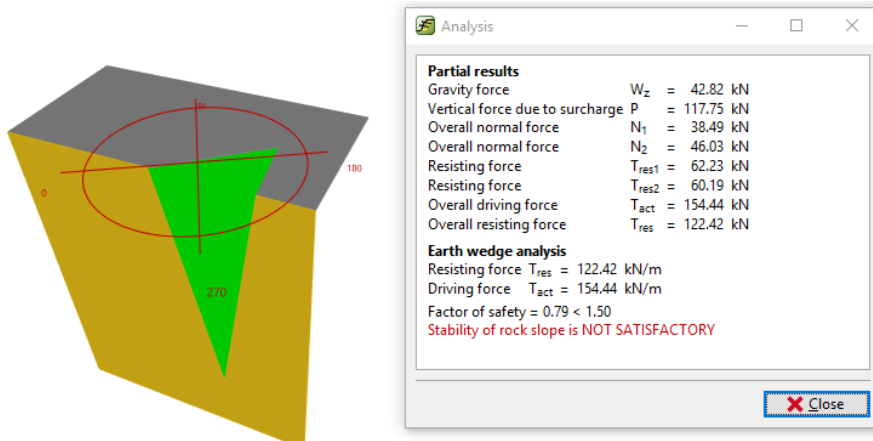 Analysis
Partial results
Gravity force W_z = 42.82 kN
Vertical force due to surcharge P = 117.75 kN
Overall normal force N_1 = 38.49 kN
Overall normal force N_2 = 46.03 kN
Resisting force T_res1 = 62.23 kN
Resisting force T_res2 = 60.19 kN
Overall driving force T_act = 154.44 kN
Overall resisting force T_res = 122.42 kN
Earth wedge analysis
Resisting force T_res = 122.42 kN/m
Driving force T_act = 154.44 kN/m
Factor of safety = 0.79 < 1.50
Stability of rock slope is NOT SATISFACTORY
Close
0
180
270